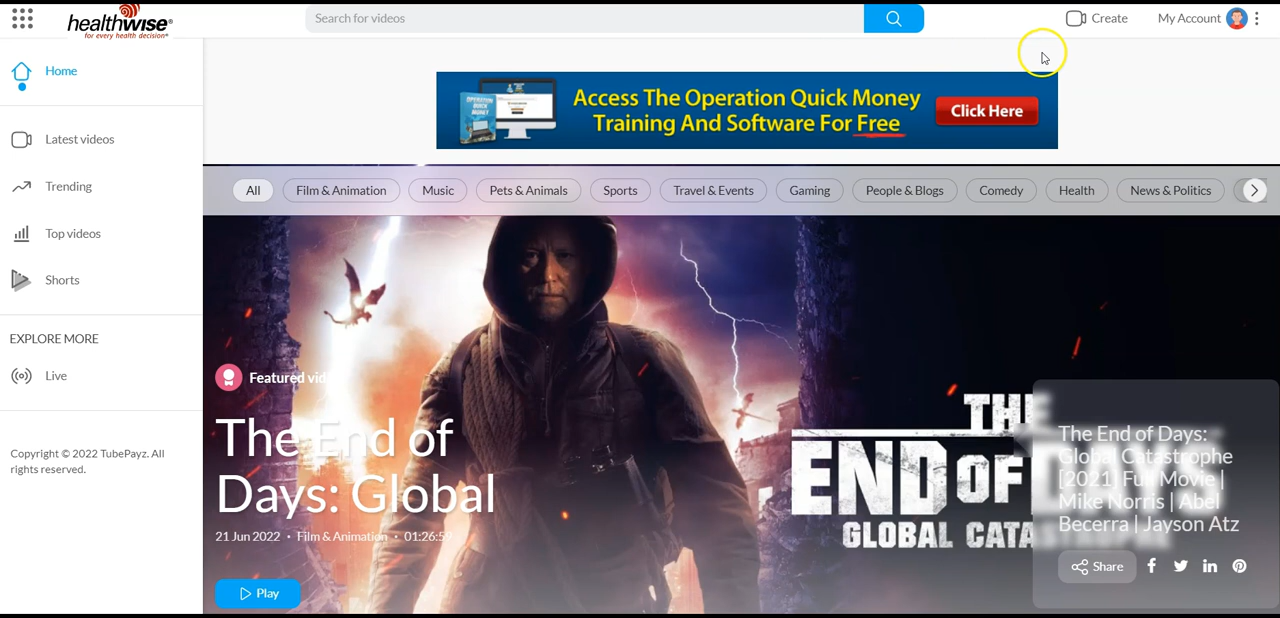 healthwise®
for every health decision®
Search for videos
Create
My Account
Home
Latest videos
Trending
Top videos
Shorts
EXPLORE MORE
Live
Copyright © 2022 TubePayz. All
rights reserved.
Access The Operation Quick Money
Training And Software For Free
Click Here
OPERATION
QUICK
MONEY
All
Film & Animation
Music
Pets & Animals
Sports
Travel & Events
Gaming
People & Blogs
Comedy
Health
News & Politics
Featured vid
The End of
Days: Global
21 Jun 2022 • Film & Animation • 01:26:59
Play
THE
END OF
GLOBAL CATA
The End of Days:
Global Catastrophe
[2021] Full Movie |
Mike Norris | Abel
Becerra | Jayson Atz
Share